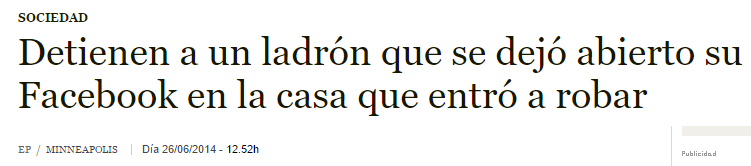 SOCIEDAD
Detienen a un ladrón que se dejó abierto su
Facebook en la casa que entró a robar
EP / MINNEAPOLIS | Día 26/06/2014 - 12.52h
Publicidad